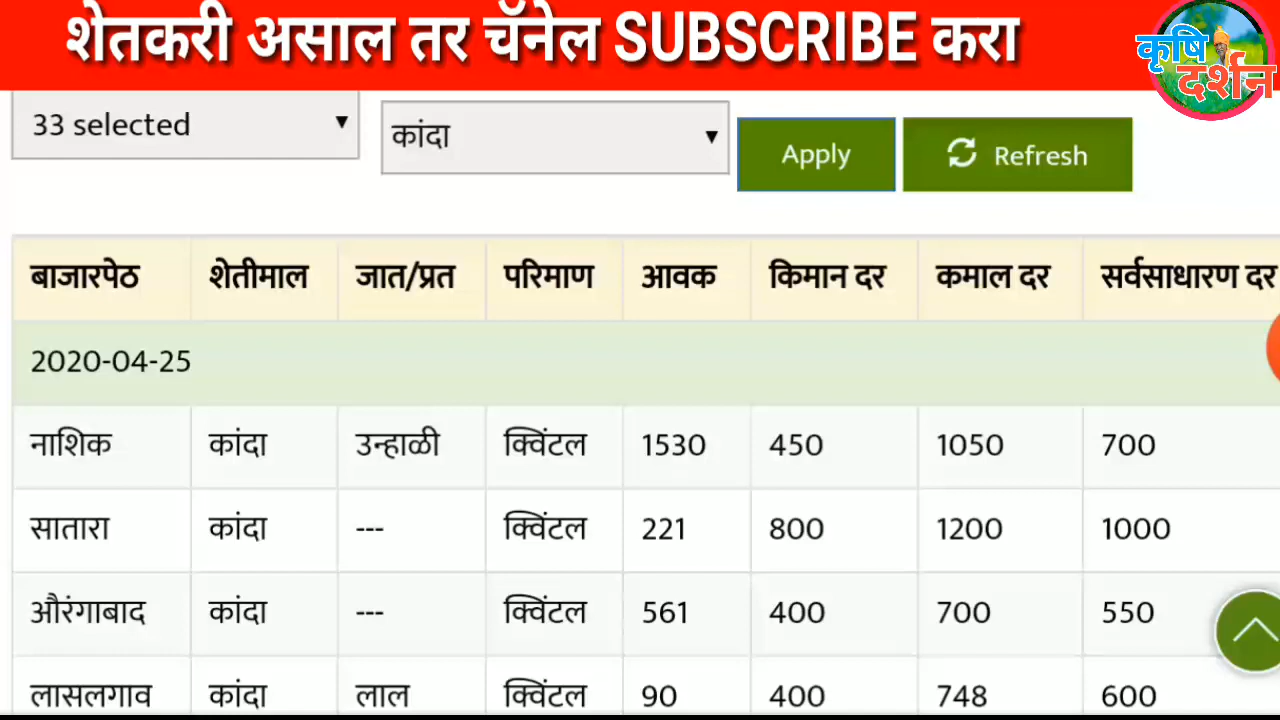 शेतकरी असाल तर चॅनेल SUBSCRIBE करा
कृषि
दर्शन
33 selected
कांदा
Apply
Refresh
बाजारपेठ शेतीमाल जात/प्रत परिमाण आवक किमान दर कमाल दर सर्वसाधारण दर
2020-04-25
नाशिक कांदा उन्हाळी क्विंटल 1530 450 1050 700
सातारा कांदा --- क्विंटल 221 800 1200 1000
औरंगाबाद कांदा --- क्विंटल 561 400 700 550
लासलगाव कांदा लाल क्विंटल 90 400 748 600